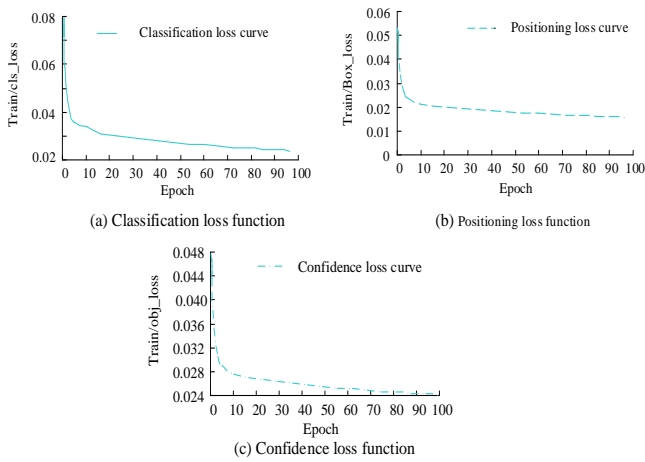 Classification loss curve
Train/cls_loss
0.08
0.06
0.04
0.02
0 10 20 30 40 50 60 70 80 90 100
Epoch
(a) Classification loss function
Positioning loss curve
Train/Box_loss
0.06
0.05
0.04
0.03
0.02
0.01
0
0 10 20 30 40 50 60 70 80 90 100
Epoch
(b) Positioning loss function
Confidence loss curve
Train/obj_loss
0.048
0.044
0.040
0.036
0.032
0.028
0.024
0 10 20 30 40 50 60 70 80 90 100
Epoch
(c) Confidence loss function